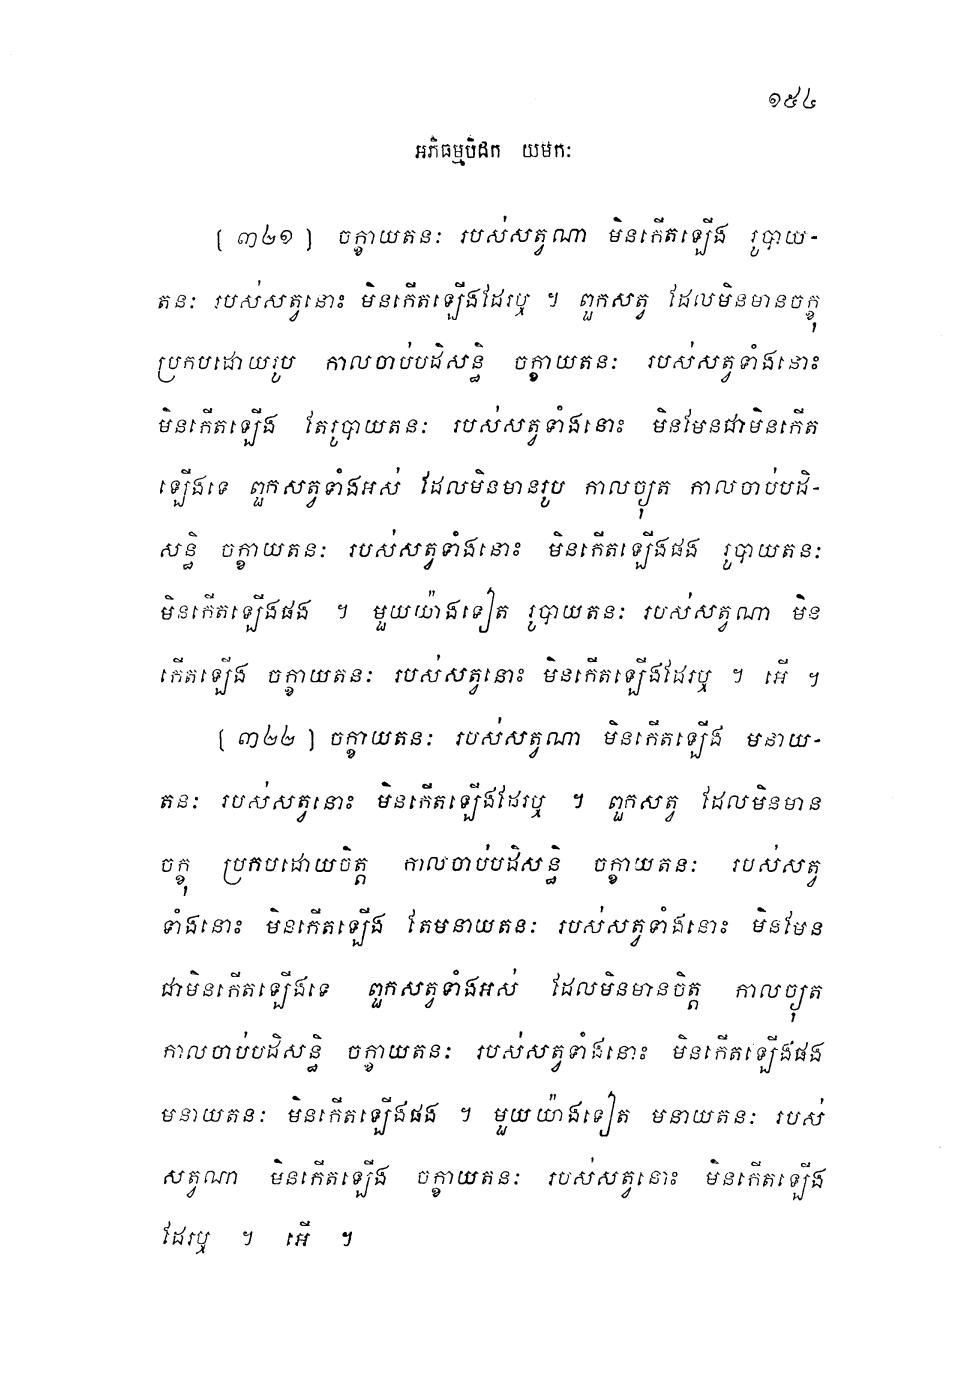 ១៥៤
អភិធម្មបិដក យមកៈ
[ ៣២១ ] ចក្ខាយតនៈ របស់សត្វណា មិនកើតឡើង រូបាយ-
តនៈ របស់សត្វនោះ មិនកើតឡើងដែរឬ ។ ពួកសត្វ ដែលមិនមានចក្ខុ
ប្រកបដោយរូប កាលចាប់បដិសន្ធិ ចក្ខាយតនៈ របស់សត្វទាំងនោះ
មិនកើតឡើង តែរូបាយតនៈ របស់សត្វទាំងនោះ មិនមែនជាមិនកើត
ឡើងទេ ពួកសត្វទាំងអស់ ដែលមិនមានរូប កាលច្យុត កាលចាប់បដិ-
សន្ធិ ចក្ខាយតនៈ របស់សត្វទាំងនោះ មិនកើតឡើងផង រូបាយតនៈ
មិនកើតឡើងផង ។ មួយយ៉ាងទៀត រូបាយតនៈ របស់សត្វណា មិន
កើតឡើង ចក្ខាយតនៈ របស់សត្វនោះ មិនកើតឡើងដែរឬ ។ អើ ។
[ ៣២២ ] ចក្ខាយតនៈ របស់សត្វណា មិនកើតឡើង មនាយ-
តនៈ របស់សត្វនោះ មិនកើតឡើងដែរឬ ។ ពួកសត្វ ដែលមិនមាន
ចក្ខុ ប្រកបដោយចិត្ត កាលចាប់បដិសន្ធិ ចក្ខាយតនៈ របស់សត្វ
ទាំងនោះ មិនកើតឡើង តែមនាយតនៈ របស់សត្វទាំងនោះ មិនមែន
ជាមិនកើតឡើងទេ ពួកសត្វទាំងអស់ ដែលមិនមានចិត្ត កាលច្យុត
កាលចាប់បដិសន្ធិ ចក្ខាយតនៈ របស់សត្វទាំងនោះ មិនកើតឡើងផង
មនាយតនៈ មិនកើតឡើងផង ។ មួយយ៉ាងទៀត មនាយតនៈ របស់
សត្វណា មិនកើតឡើង ចក្ខាយតនៈ របស់សត្វនោះ មិនកើតឡើង
ដែរឬ ។ អើ ។